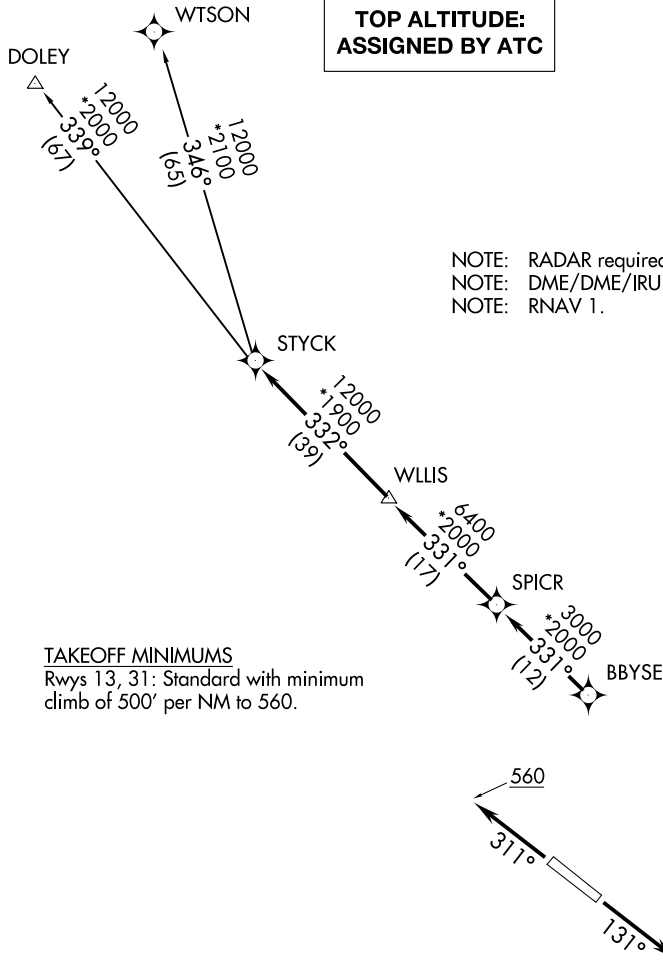 WTSON
TOP ALTITUDE:
ASSIGNED BY ATC
DOLEY
12000
*2000
339°
(67)
12000
*2100
346°
(65)
NOTE: RADAR required
NOTE: DME/DME/IRU
NOTE: RNAV 1.
STYCK
12000
*1900
332°
(39)
WLLIS
6400
*2000
331°
(17)
SPICR
3000
*2000
331°
(12)
BBYSE
TAKEOFF MINIMUMS
Rwys 13, 31: Standard with minimum
climb of 500' per NM to 560.
560
311°
131°